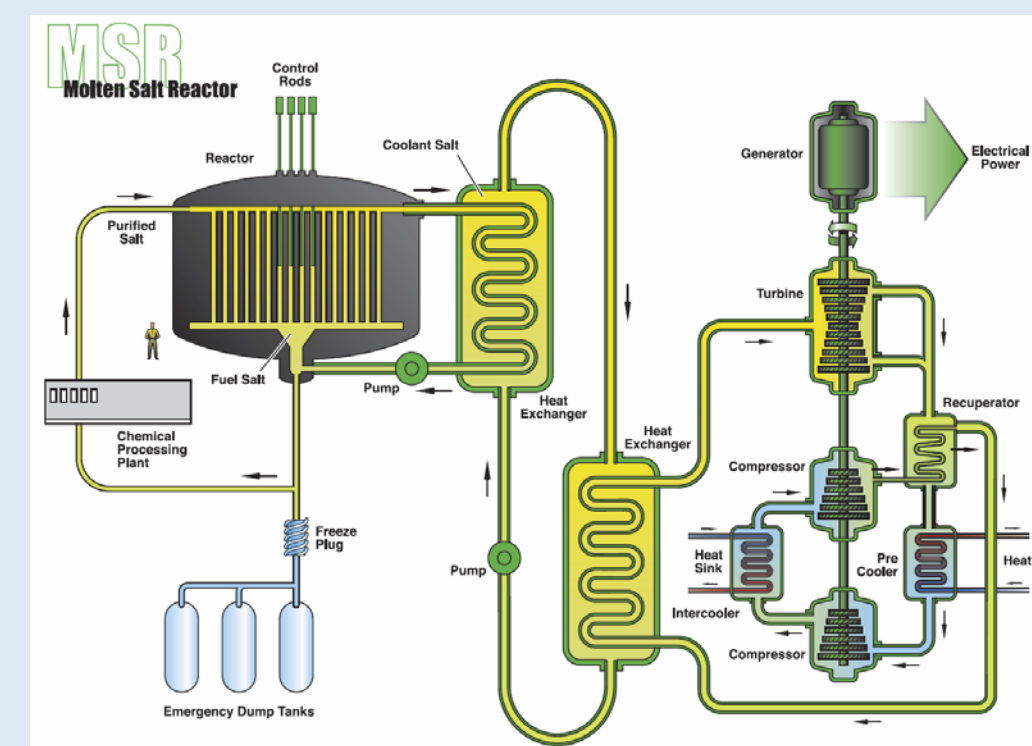 MSR
Molten Salt Reactor
Control
Rods
Reactor
Coolant Salt
Generator
Electrical
Power
Purified
Salt
Turbine
Fuel Salt
Pump
Heat
Exchanger
Recuperator
Chemical
Processing
Plant
Heat
Exchanger
Compressor
Freeze
Plug
Pump
Heat
Sink
Pre
Cooler
Heat
Intercooler
Compressor
Emergency Dump Tanks